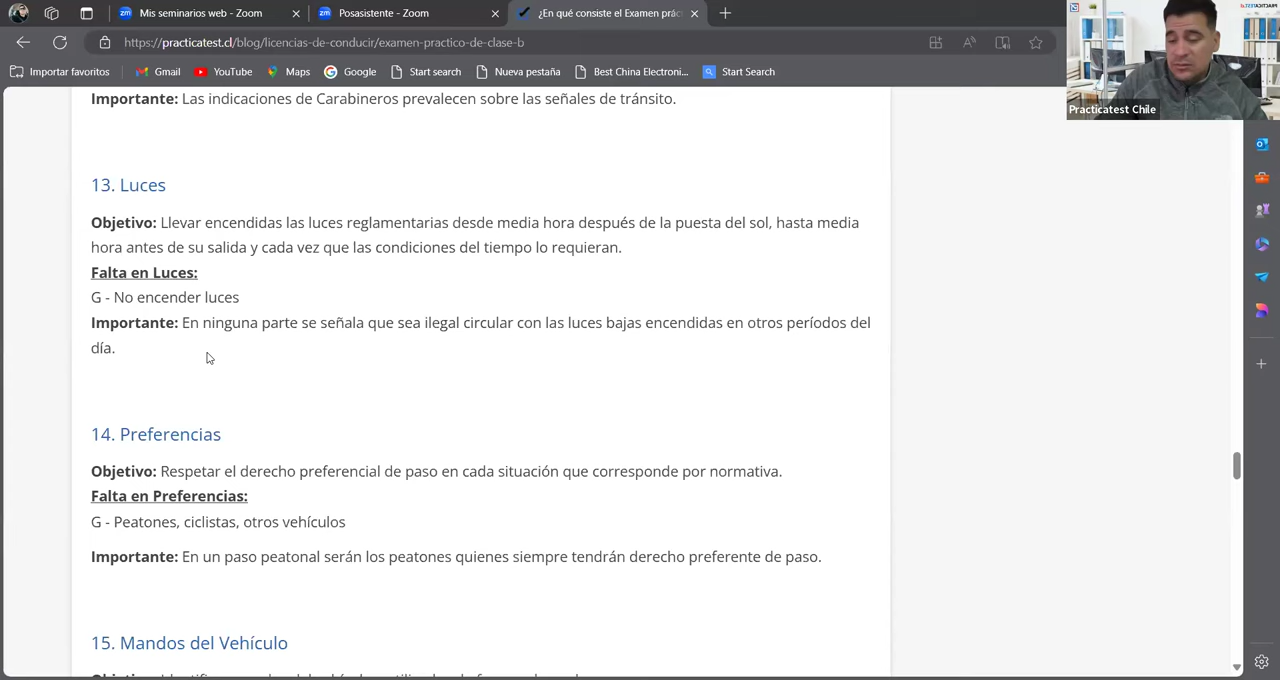 Mis seminarios web - Zoom
Posasistente - Zoom
¿En qué consiste el Examen prác
https://practicatest.cl/blog/licencias-de-conducir/examen-practico-de-clase-b
Importar favoritos
Gmail
YouTube
Maps
Google
Start search
Nueva pestaña
Best China Electroni...
Start Search
Practicatest Chile
Importante: Las indicaciones de Carabineros prevalecen sobre las señales de tránsito.
13. Luces
Objetivo: Llevar encendidas las luces reglamentarias desde media hora después de la puesta del sol, hasta media
hora antes de su salida y cada vez que las condiciones del tiempo lo requieran.
Falta en Luces:
G - No encender luces
Importante: En ninguna parte se señala que sea ilegal circular con las luces bajas encendidas en otros períodos del
día.
14. Preferencias
Objetivo: Respetar el derecho preferencial de paso en cada situación que corresponde por normativa.
Falta en Preferencias:
G - Peatones, ciclistas, otros vehículos
Importante: En un paso peatonal serán los peatones quienes siempre tendrán derecho preferente de paso.
15. Mandos del Vehículo